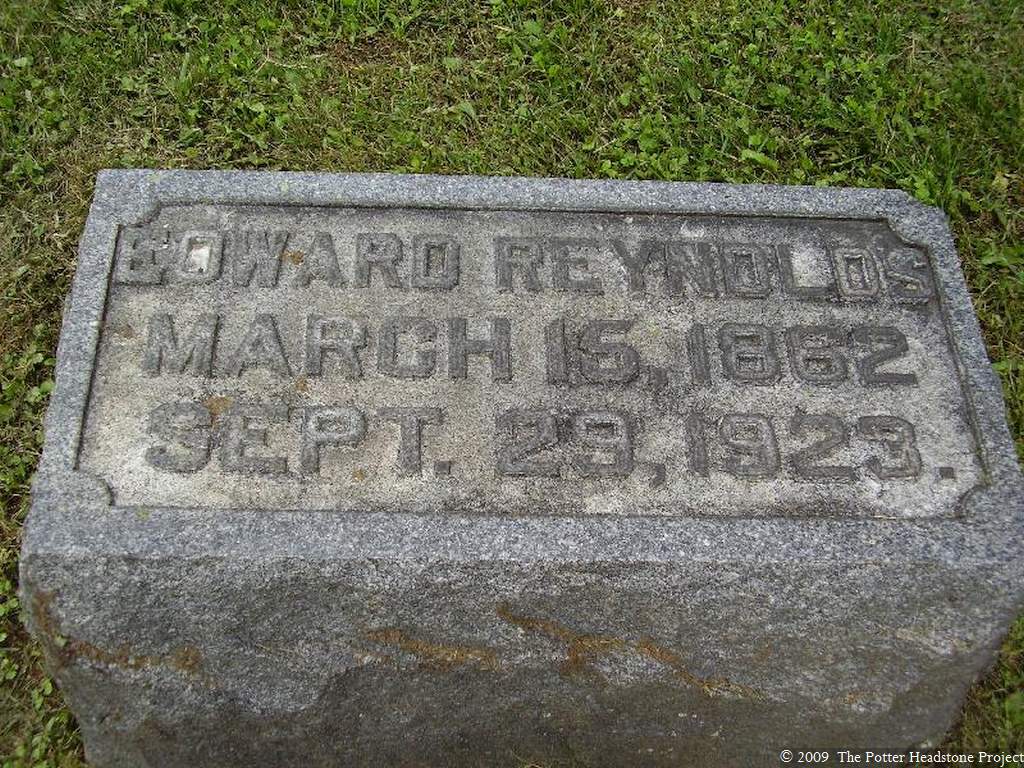 EDWARD REYNOLDS
MARCH 15, 1862
SEPT. 29, 1923.
© 2009 The Potter Headstone Project